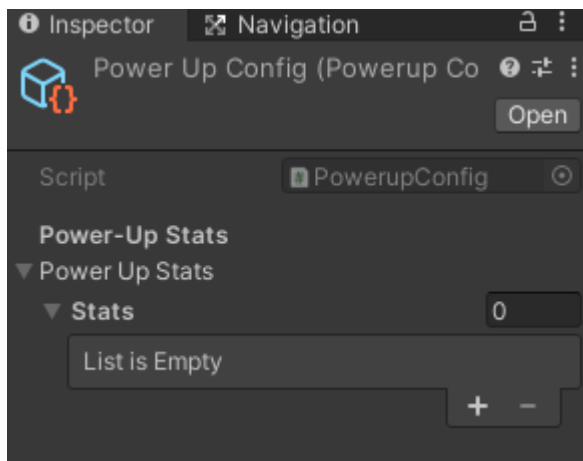 Inspector Navigation
Power Up Config (Powerup Co
Open
Script PowerupConfig
Power-Up Stats
Power Up Stats
Stats 0
List is Empty
+ −